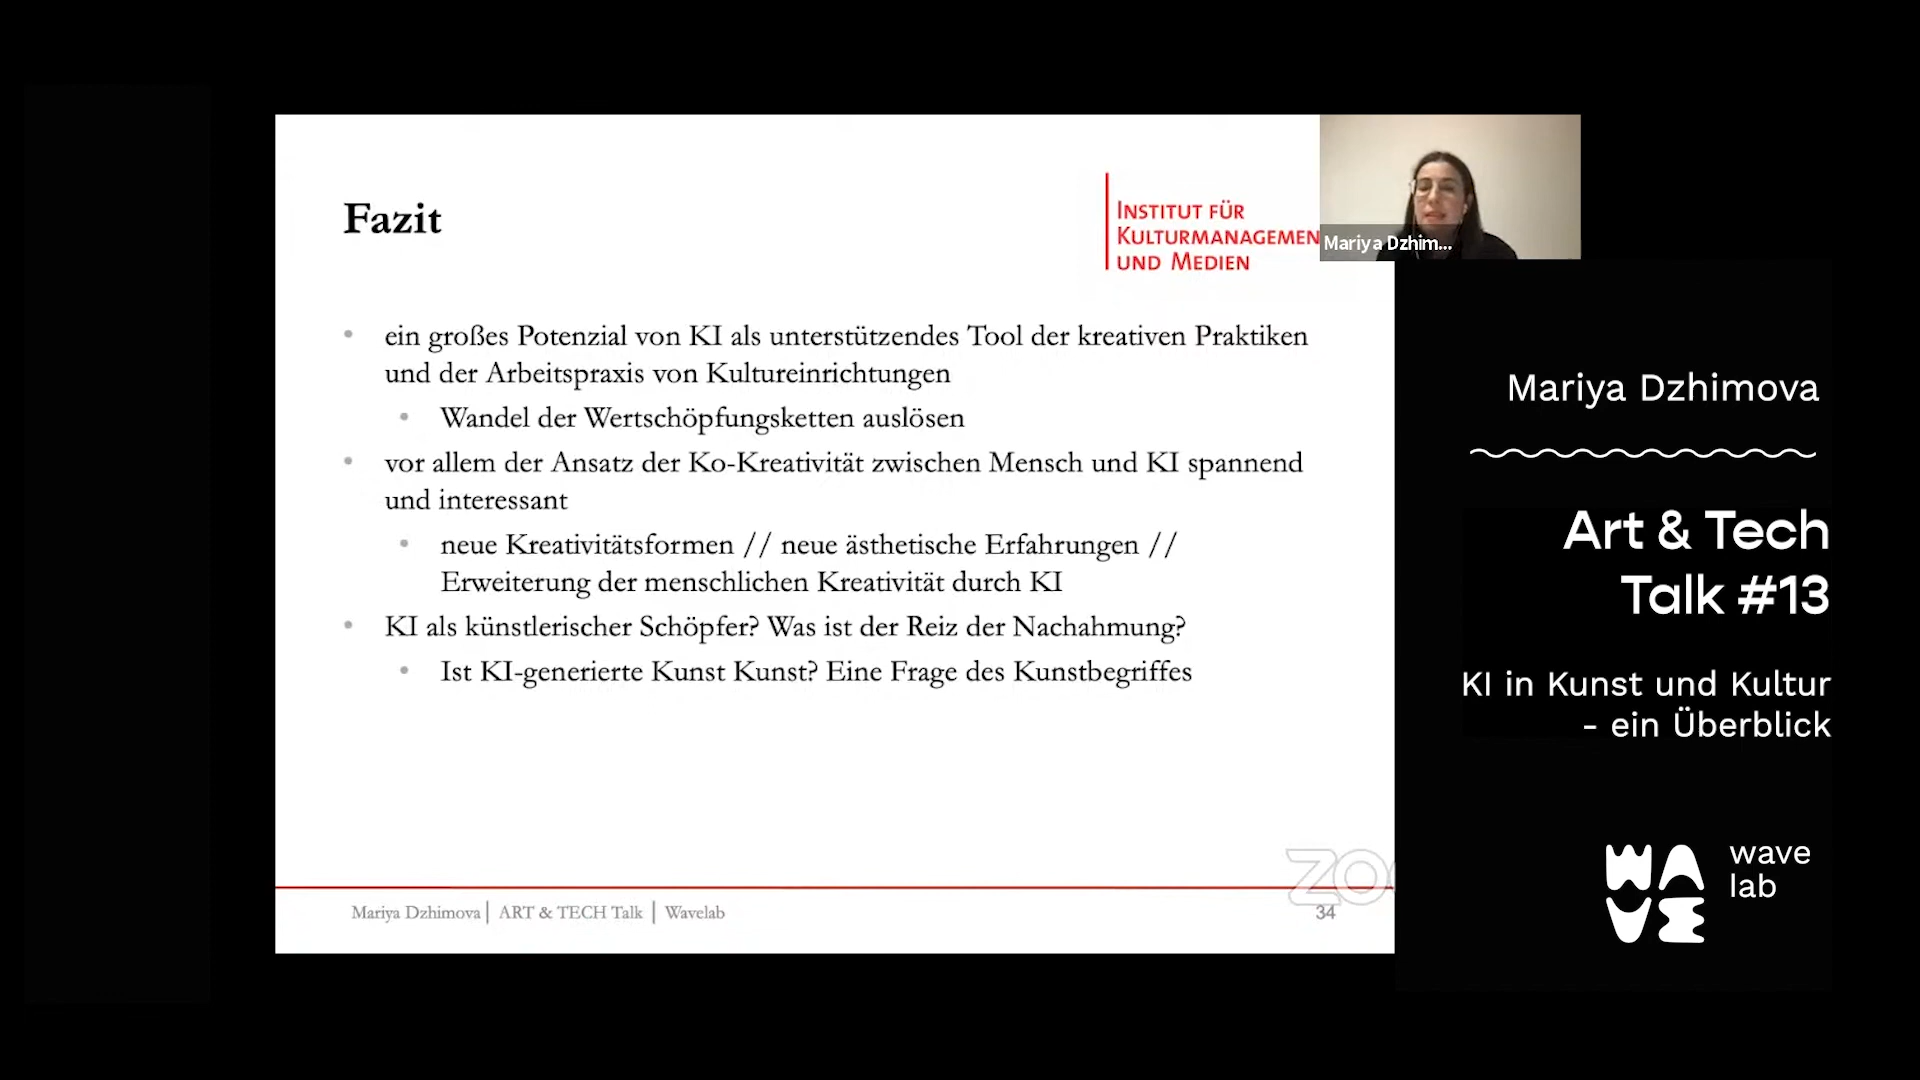 Fazit
INSTITUT FÜR
KULTURMANAGEMEN
UND MEDIEN
Mariya Dzhim...
ein großes Potenzial von KI als unterstützendes Tool der kreativen Praktiken
und der Arbeitspraxis von Kultureinrichtungen
Wandel der Wertschöpfungsketten auslösen
vor allem der Ansatz der Ko-Kreativität zwischen Mensch und KI spannend
und interessant
neue Kreativitätsformen // neue ästhetische Erfahrungen //
Erweiterung der menschlichen Kreativität durch KI
KI als künstlerischer Schöpfer? Was ist der Reiz der Nachahmung?
Ist KI-generierte Kunst Kunst? Eine Frage des Kunstbegriffes
Mariya Dzhimova | ART & TECH Talk | Wavelab
34
ZO
Mariya Dzhimova
Art & Tech
Talk #13
KI in Kunst und Kultur
- ein Überblick
WA
VE
wave
lab